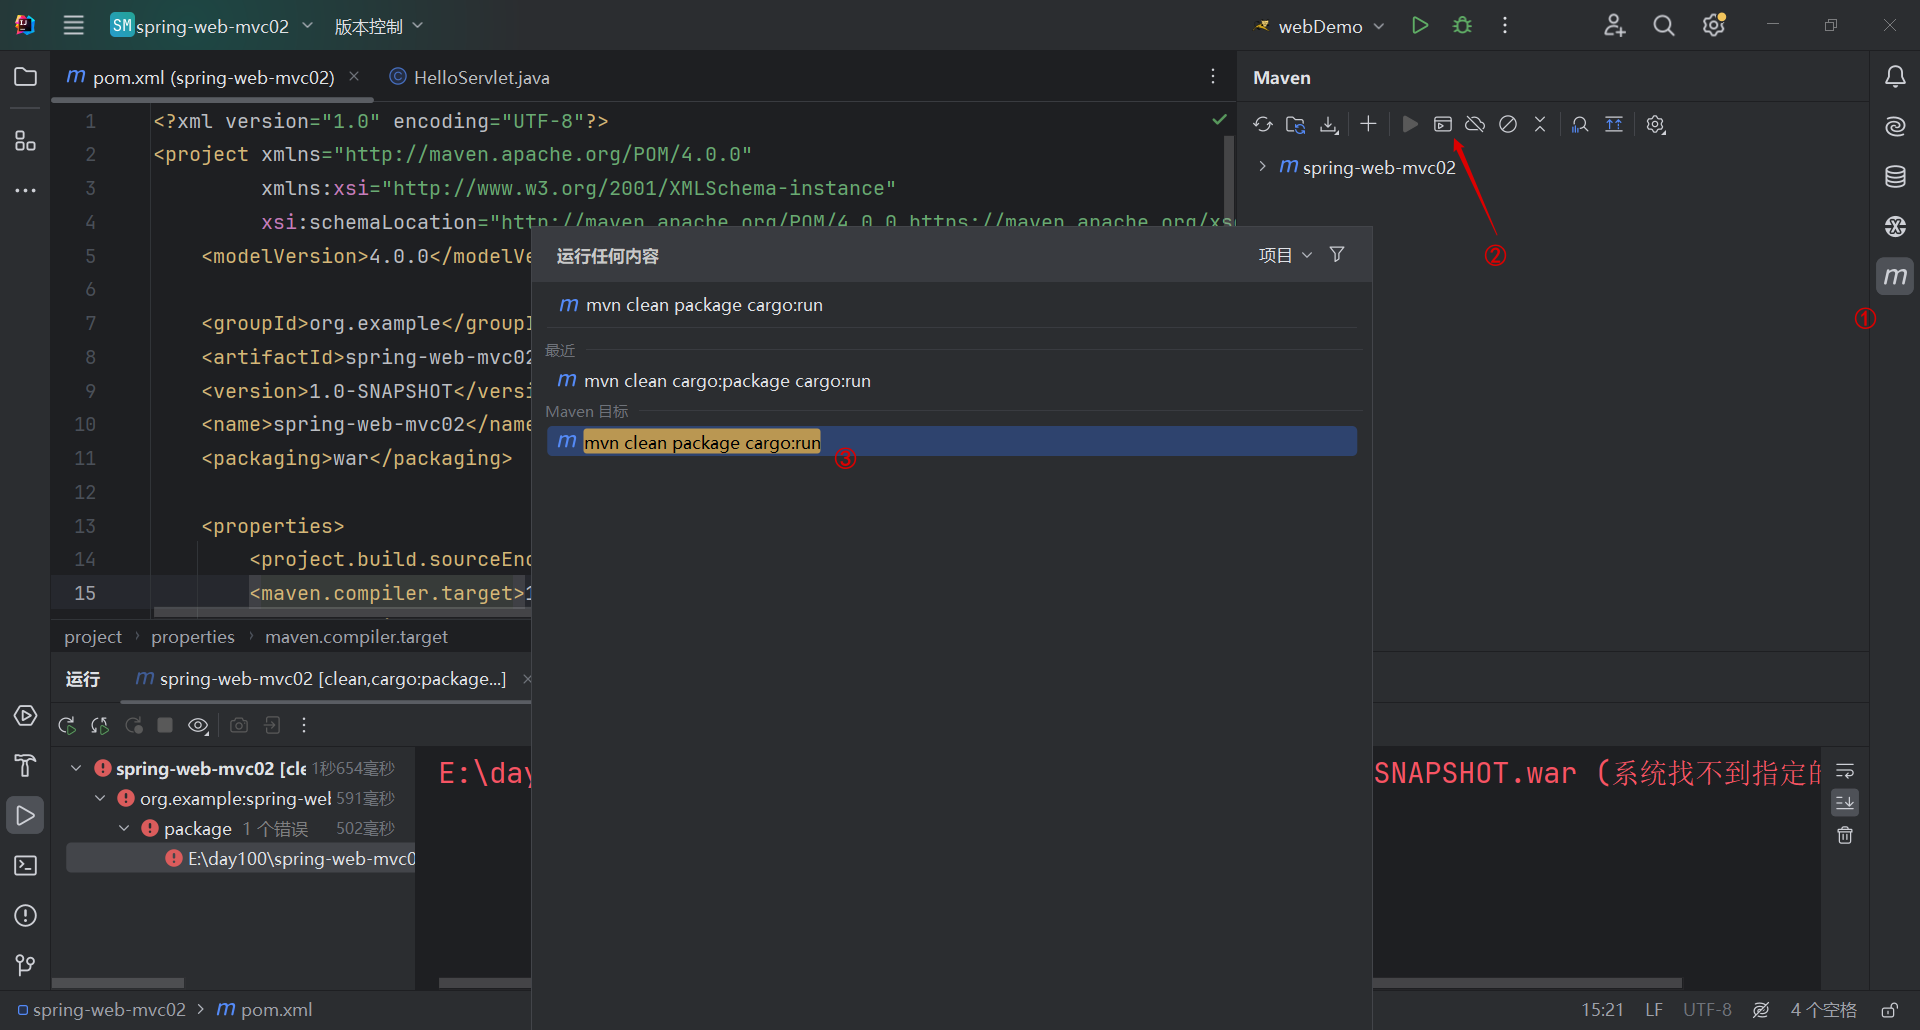 SM spring-web-mvc02 版本控制 webDemo
m pom.xml (spring-web-mvc02) × © HelloServlet.java
Maven
1 <?xml version="1.0" encoding="UTF-8"?>
2 <project xmlns="http://maven.apache.org/POM/4.0.0"
3 xmlns:xsi="http://www.w3.org/2001/XMLSchema-instance"
4 xsi:schemaLocation="http://maven.apache.org/POM/4.0.0 https://maven.apache.org/xs
5 <modelVersion>4.0.0</modelVe
6
7 <groupId>org.example</groupI
8 <artifactId>spring-web-mvc02
9 <version>1.0-SNAPSHOT</versi
10 <name>spring-web-mvc02</name
11 <packaging>war</packaging>
12
13 <properties>
14 <project.build.sourceEnc
15 <maven.compiler.target>1
m spring-web-mvc02
②
m
①
运行任何内容 项目
m mvn clean package cargo:run
最近
m mvn clean cargo:package cargo:run
Maven 目标
m mvn clean package cargo:run
③
project › properties › maven.compiler.target
运行 m spring-web-mvc02 [clean,cargo:package...] ×
spring-web-mvc02 [cle 1秒654毫秒
org.example:spring-wel 591毫秒
package 1 个错误 502毫秒
E:\day100\spring-web-mvc0
E:\day
SNAPSHOT.war (系统找不到指定的
spring-web-mvc02 > m pom.xml
15:21 LF UTF-8 4 个空格